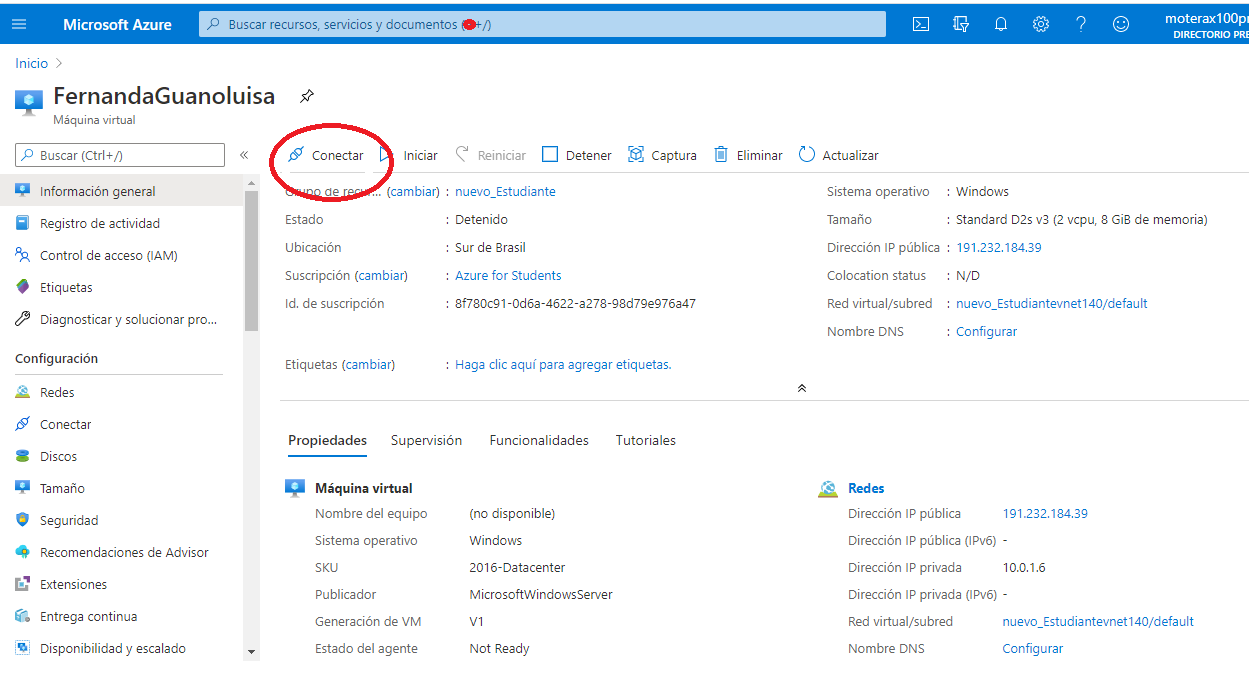 Microsoft Azure
Buscar recursos, servicios y documentos (+/)
moterax100pr
DIRECTORIO PRE
Inicio >
FernandaGuanoluisa
Máquina virtual
Buscar (Ctrl+/)
«
Conectar Iniciar Reiniciar Detener Captura Eliminar Actualizar
Información general
Registro de actividad
Control de acceso (IAM)
Etiquetas
Diagnosticar y solucionar pro...
Configuración
Redes
Conectar
Discos
Tamaño
Seguridad
Recomendaciones de Advisor
Extensiones
Entrega continua
Disponibilidad y escalado
Grupo de recur... (cambiar) : nuevo_Estudiante
Estado : Detenido
Ubicación : Sur de Brasil
Suscripción (cambiar) : Azure for Students
Id. de suscripción : 8f780c91-0d6a-4622-a278-98d79e976a47
Etiquetas (cambiar) : Haga clic aquí para agregar etiquetas.
Sistema operativo : Windows
Tamaño : Standard D2s v3 (2 vcpu, 8 GiB de memoria)
Dirección IP pública : 191.232.184.39
Colocation status : N/D
Red virtual/subred : nuevo_Estudiantevnet140/default
Nombre DNS : Configurar
Propiedades Supervisión Funcionalidades Tutoriales
Máquina virtual
Nombre del equipo (no disponible)
Sistema operativo Windows
SKU 2016-Datacenter
Publicador MicrosoftWindowsServer
Generación de VM V1
Estado del agente Not Ready
Redes
Dirección IP pública 191.232.184.39
Dirección IP pública (IPv6) -
Dirección IP privada 10.0.1.6
Dirección IP privada (IPv6) -
Red virtual/subred nuevo_Estudiantevnet140/default
Nombre DNS Configurar